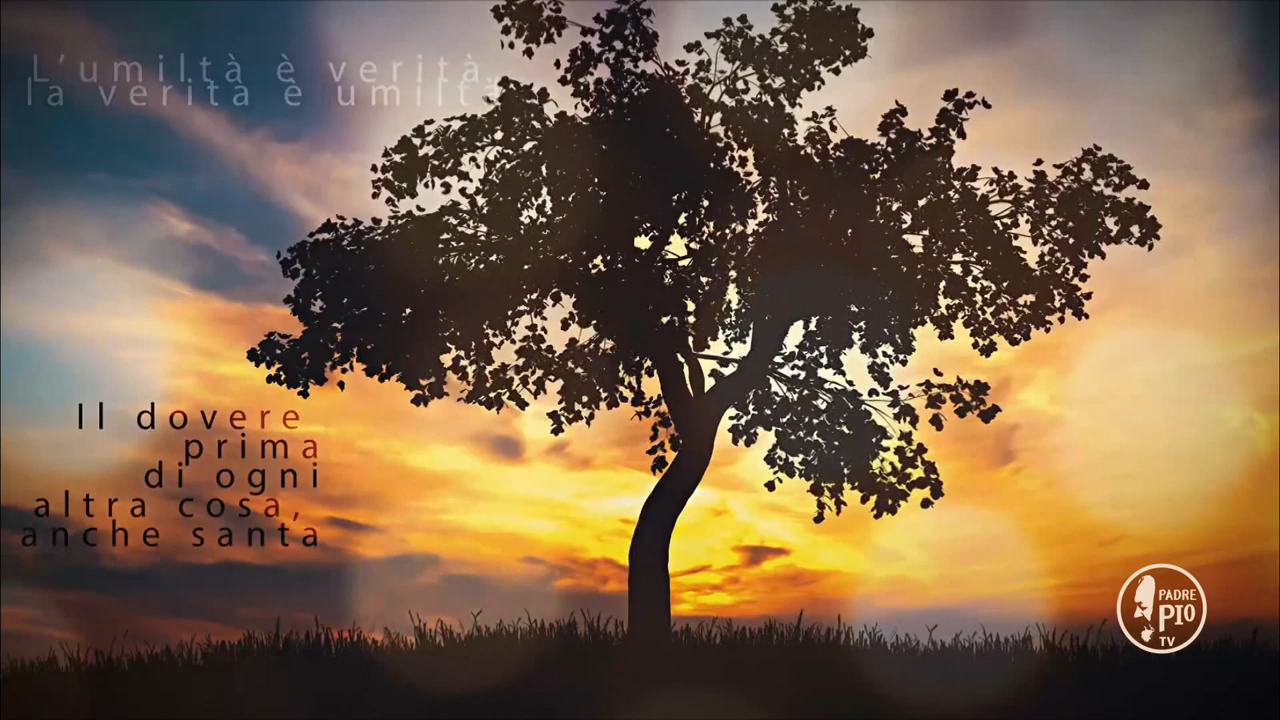 L'umiltà è verità,
la verità è umiltà
Il dovere
prima
di ogni
altra cosa,
anche santa
PADRE
PIO
TV